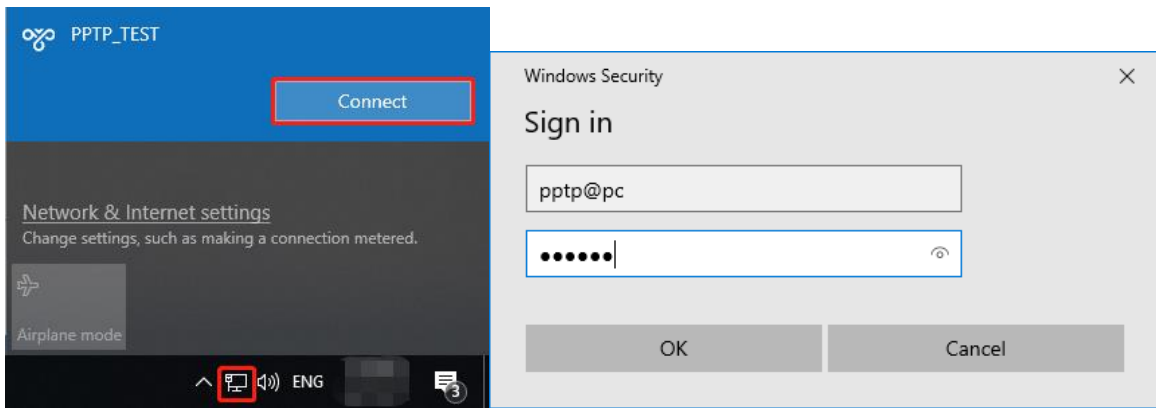 PPTP_TEST
Connect
Network & Internet settings
Change settings, such as making a connection metered.
Airplane mode
ENG
3
Windows Security
Sign in
pptp@pc
●●●●●●
OK
Cancel